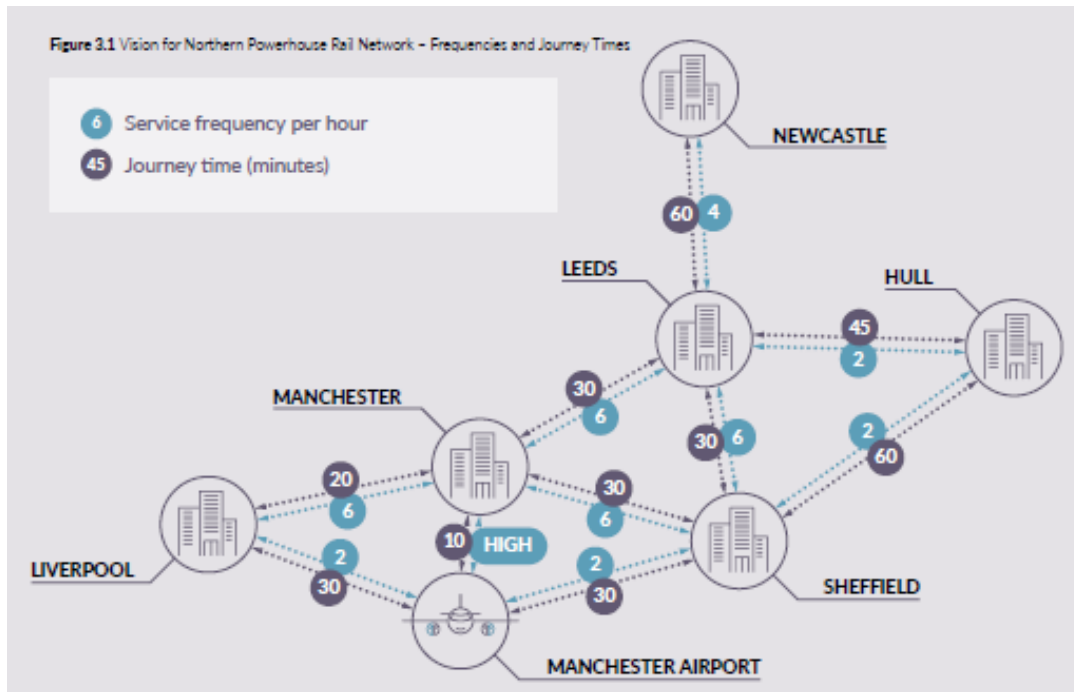 Figure 3.1 Vision for Northern Powerhouse Rail Network – Frequencies and Journey Times
6 Service frequency per hour
45 Journey time (minutes)
NEWCASTLE
60 4
LEEDS
HULL
45
2
30
6
MANCHESTER
30 6
2
60
20
6
30
6
10 HIGH
2
30
2
30
LIVERPOOL
SHEFFIELD
MANCHESTER AIRPORT